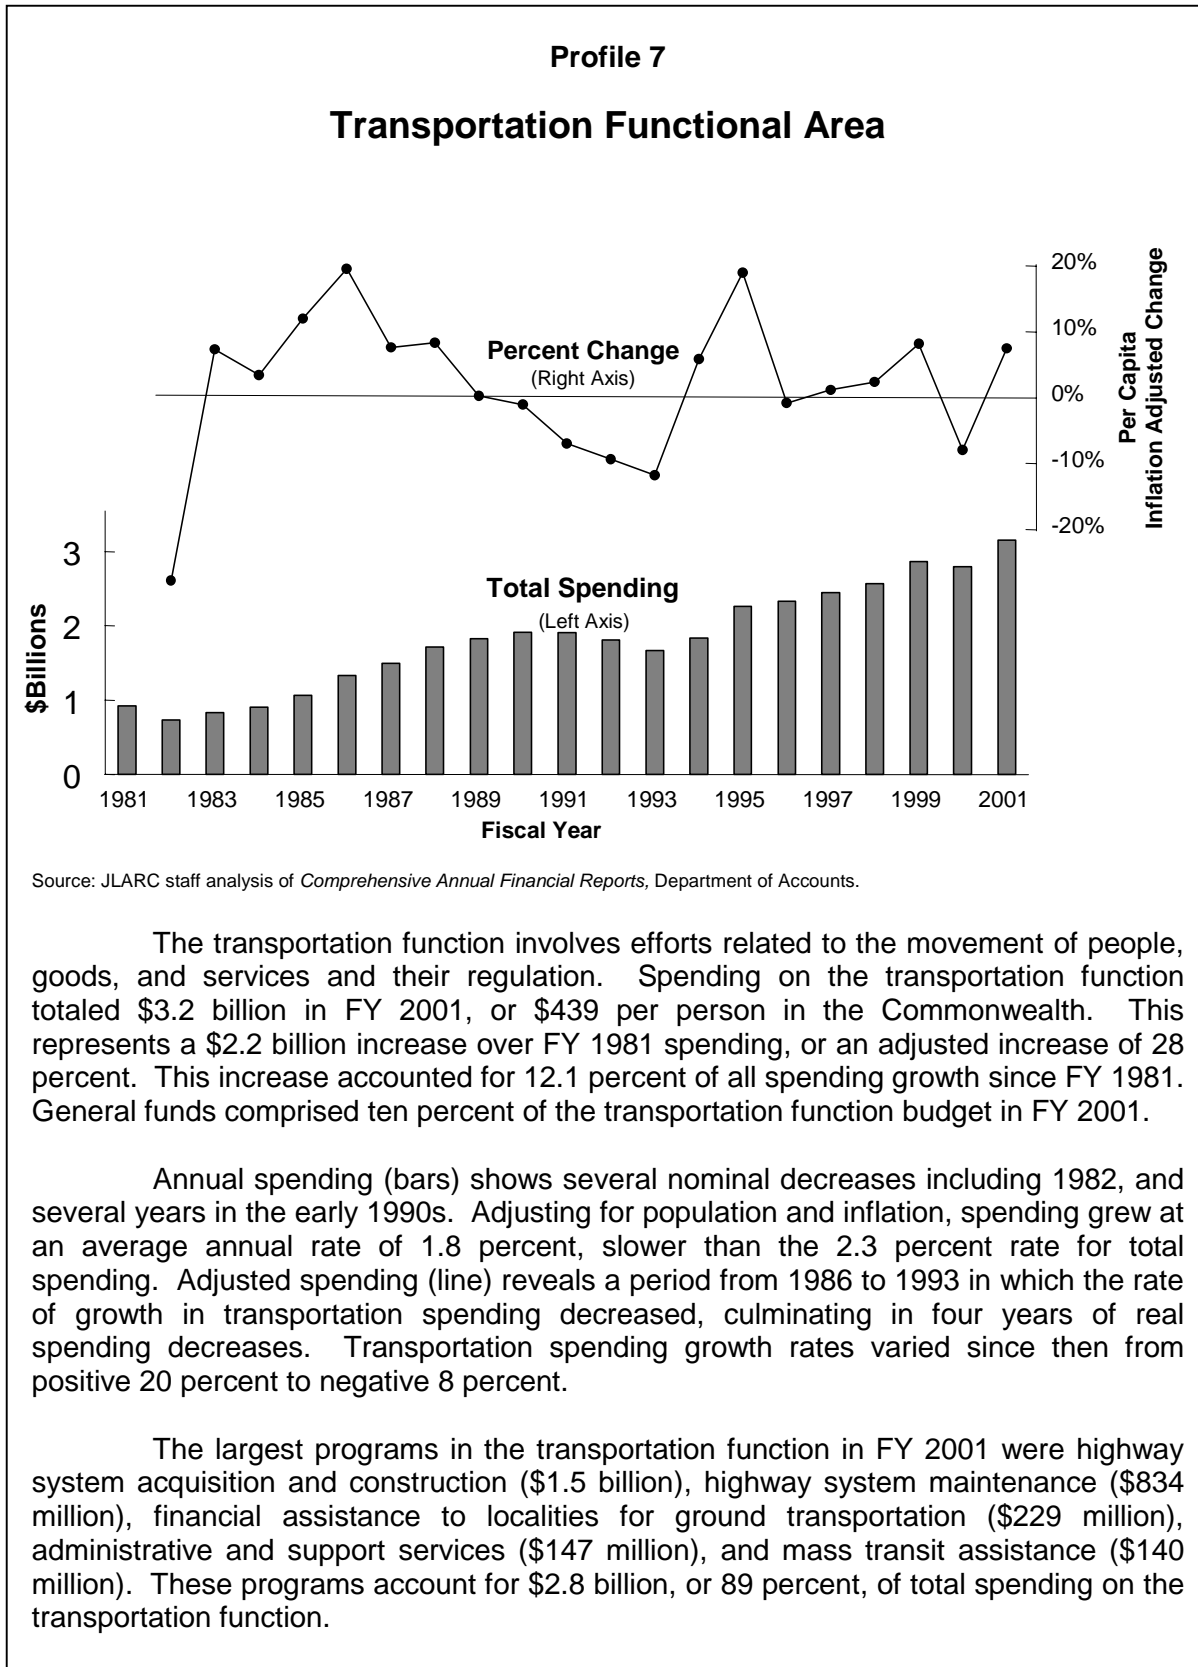 Profile 7
Transportation Functional Area
20%
10%
0%
-10%
-20%
Per Capita
Inflation Adjusted Change
Percent Change
(Right Axis)
Total Spending
(Left Axis)
$Billions
3
2
1
0
1981 1983 1985 1987 1989 1991 1993 1995 1997 1999 2001
Fiscal Year
Source: JLARC staff analysis of Comprehensive Annual Financial Reports, Department of Accounts.
The transportation function involves efforts related to the movement of people,
goods, and services and their regulation. Spending on the transportation function
totaled $3.2 billion in FY 2001, or $439 per person in the Commonwealth. This
represents a $2.2 billion increase over FY 1981 spending, or an adjusted increase of 28
percent. This increase accounted for 12.1 percent of all spending growth since FY 1981.
General funds comprised ten percent of the transportation function budget in FY 2001.
Annual spending (bars) shows several nominal decreases including 1982, and
several years in the early 1990s. Adjusting for population and inflation, spending grew at
an average annual rate of 1.8 percent, slower than the 2.3 percent rate for total
spending. Adjusted spending (line) reveals a period from 1986 to 1993 in which the rate
of growth in transportation spending decreased, culminating in four years of real
spending decreases. Transportation spending growth rates varied since then from
positive 20 percent to negative 8 percent.
The largest programs in the transportation function in FY 2001 were highway
system acquisition and construction ($1.5 billion), highway system maintenance ($834
million), financial assistance to localities for ground transportation ($229 million),
administrative and support services ($147 million), and mass transit assistance ($140
million). These programs account for $2.8 billion, or 89 percent, of total spending on the
transportation function.